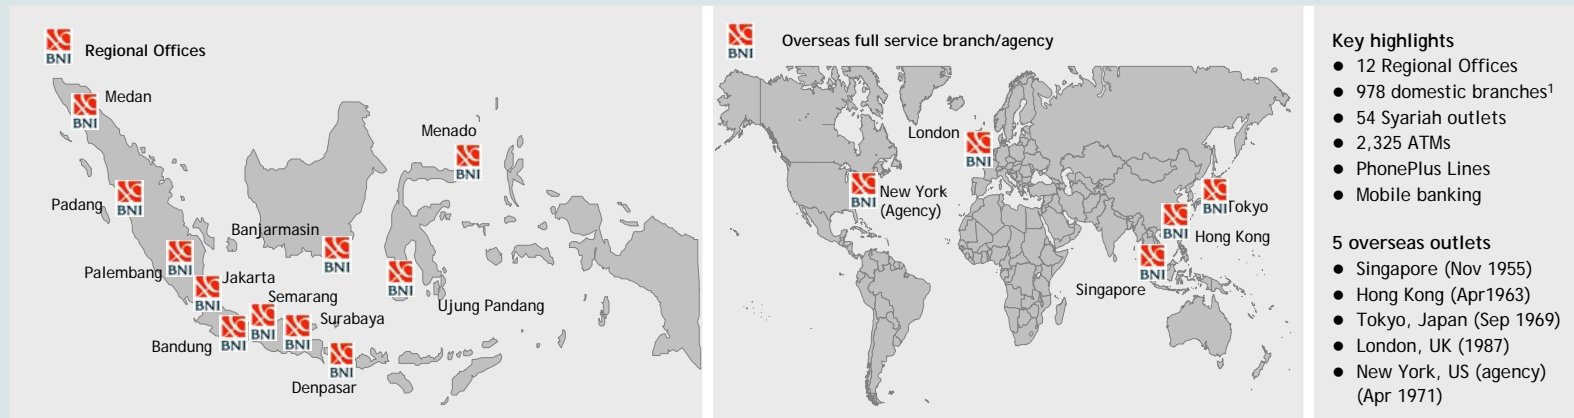 BNI
Regional Offices
Medan
BNI
Menado
BNI
Padang
BNI
Banjarmasin
BNI
Palembang
BNI
Jakarta
BNI
Ujung Pandang
BNI
Semarang
BNI
Surabaya
BNI
Bandung
BNI
Denpasar
BNI
BNI
Overseas full service branch/agency
London
BNI
New York
(Agency)
BNI
Tokyo
BNI
Hong Kong
BNI
Singapore
BNI
Key highlights
● 12 Regional Offices
● 978 domestic branches¹
● 54 Syariah outlets
● 2,325 ATMs
● PhonePlus Lines
● Mobile banking
5 overseas outlets
● Singapore (Nov 1955)
● Hong Kong (Apr1963)
● Tokyo, Japan (Sep 1969)
● London, UK (1987)
● New York, US (agency)
(Apr 1971)